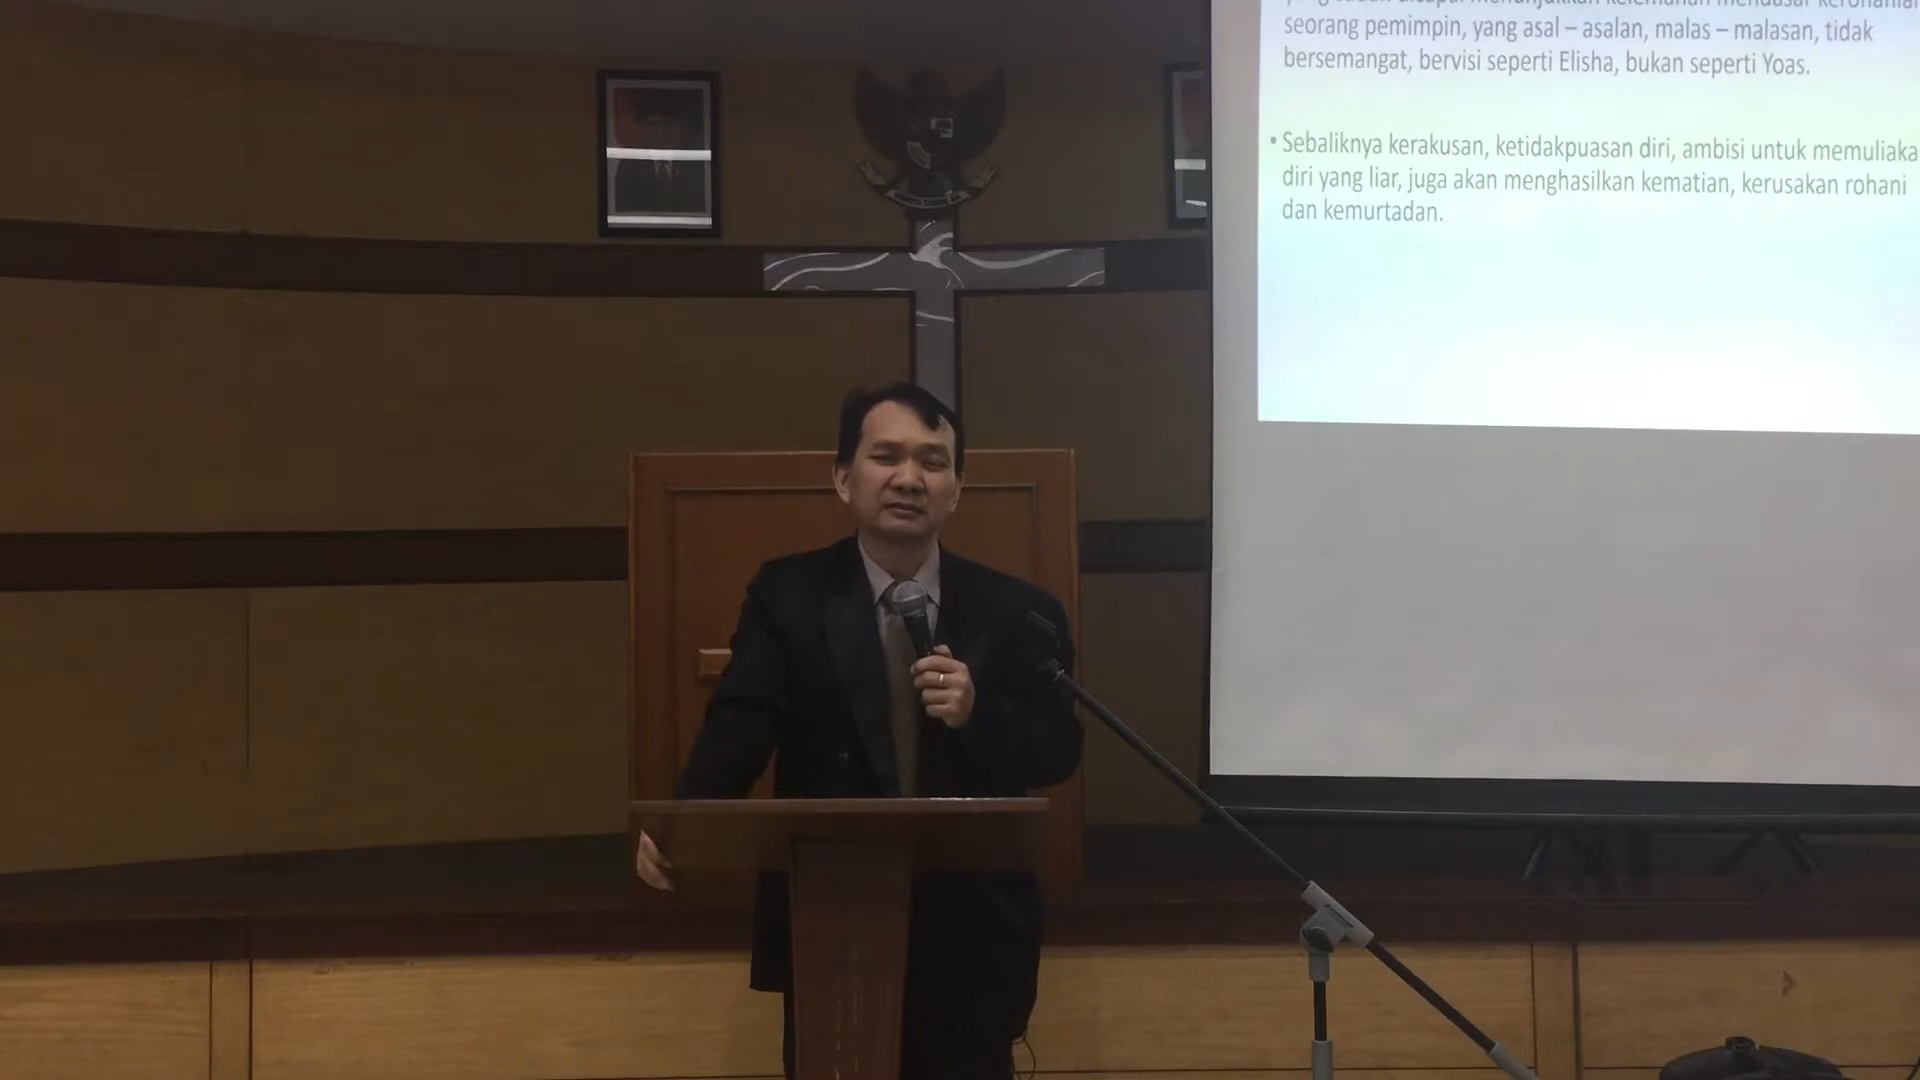 seorang pemimpin, yang asal – asalan, malas – malasan, tidak
bersemangat, bervisi seperti Elisha, bukan seperti Yoas.
• Sebaliknya kerakusan, ketidakpuasan diri, ambisi untuk memuliaka
diri yang liar, juga akan menghasilkan kematian, kerusakan rohani
dan kemurtadan.